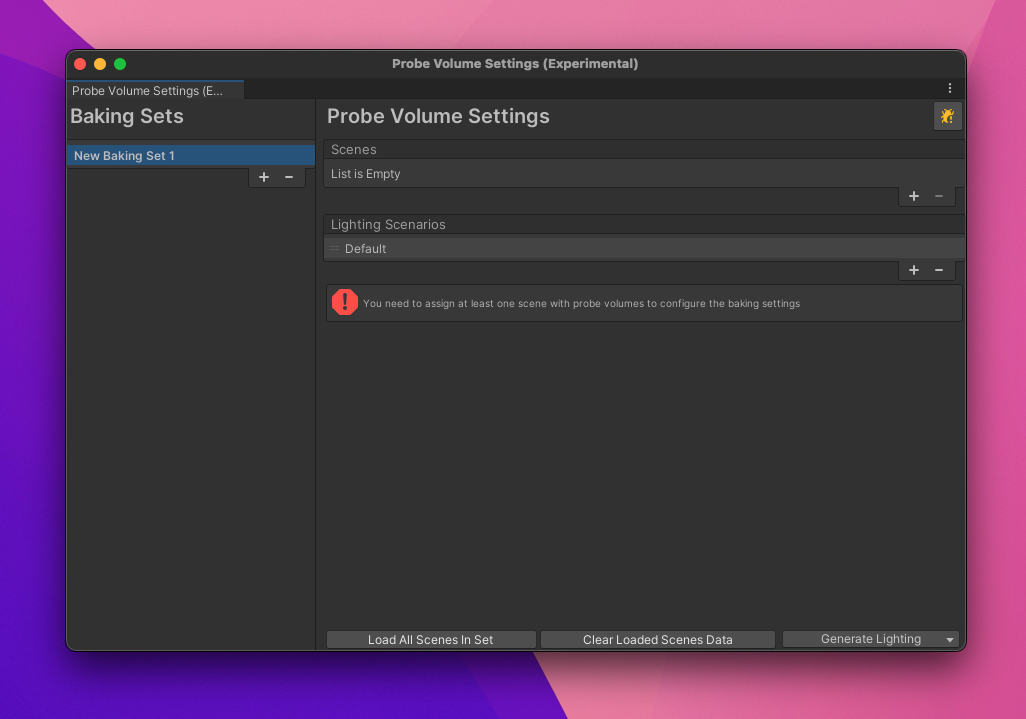 Probe Volume Settings (Experimental)
Probe Volume Settings (E...
Baking Sets
New Baking Set 1
+ −
Probe Volume Settings
Scenes
List is Empty
+ −
Lighting Scenarios
Default
+ −
You need to assign at least one scene with probe volumes to configure the baking settings
Load All Scenes In Set
Clear Loaded Scenes Data
Generate Lighting